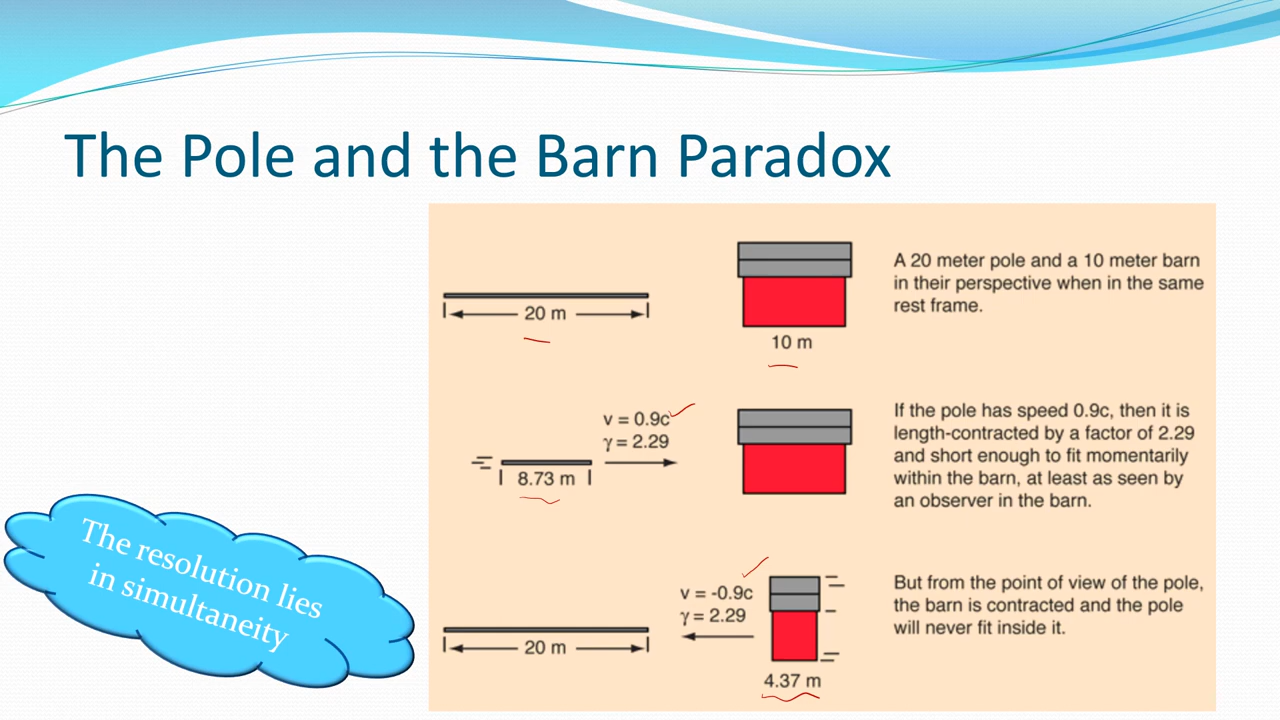 The Pole and the Barn Paradox
20 m
10 m
A 20 meter pole and a 10 meter barn
in their perspective when in the same
rest frame.
v = 0.9c
γ = 2.29
8.73 m
If the pole has speed 0.9c, then it is
length-contracted by a factor of 2.29
and short enough to fit momentarily
within the barn, at least as seen by
an observer in the barn.
The resolution lies
in simultaneity
20 m
v = -0.9c
γ = 2.29
4.37 m
But from the point of view of the pole,
the barn is contracted and the pole
will never fit inside it.